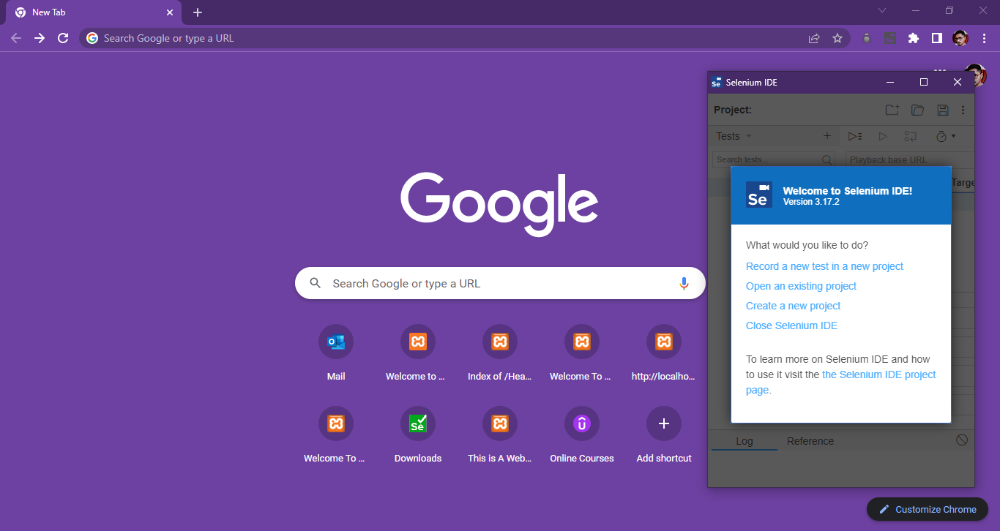 New Tab
Search Google or type a URL
Selenium IDE
Project:
Tests
Search tests...
Playback base URL
Targe
Se
Welcome to Selenium IDE!
Version 3.17.2
What would you like to do?
Record a new test in a new project
Open an existing project
Create a new project
Close Selenium IDE
To learn more on Selenium IDE and how
to use it visit the the Selenium IDE project
page.
Log
Reference
Google
Search Google or type a URL
Mail
Welcome to ...
Index of /Hea...
Welcome To ...
http://localho...
Welcome To ...
Se
Downloads
This is A Web...
Online Courses
Add shortcut
Customize Chrome